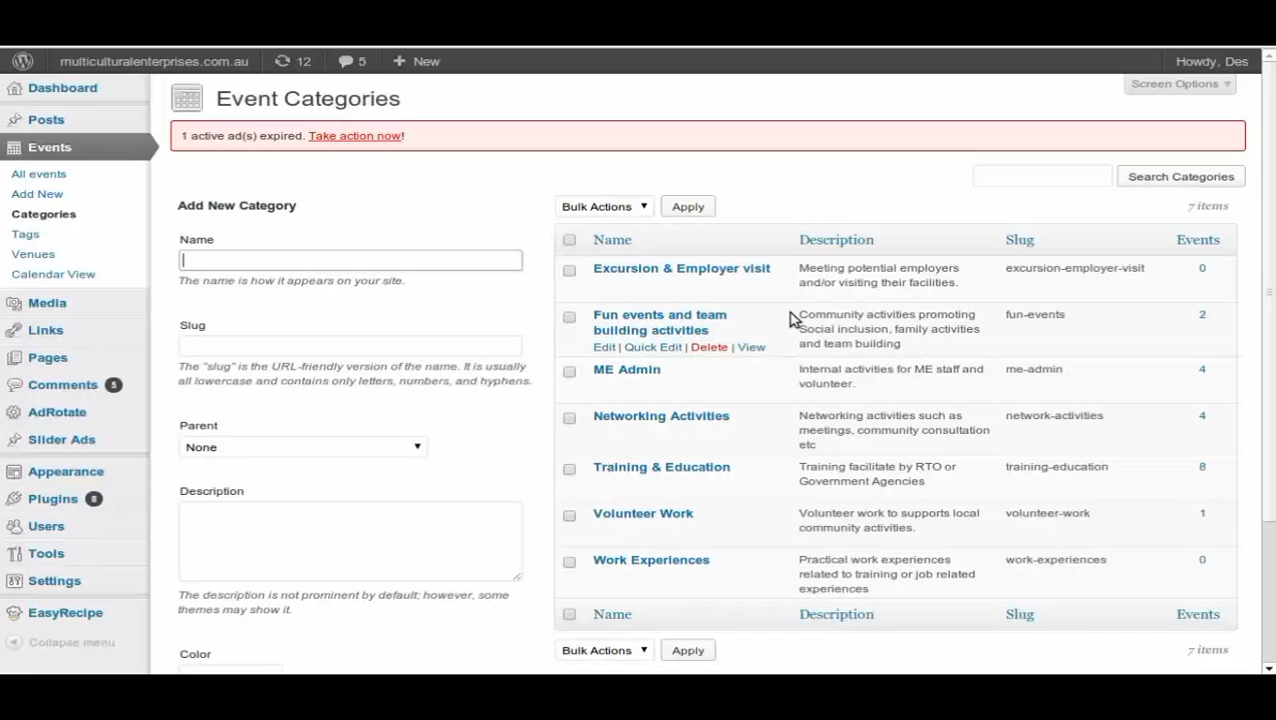 multiculturalenterprises.com.au 12 5 + New Howdy, Des
Dashboard
Posts
Events
All events
Add New
Categories
Tags
Venues
Calendar View
Media
Links
Pages
Comments 5
AdRotate
Slider Ads
Appearance
Plugins 8
Users
Tools
Settings
EasyRecipe
Collapse menu
Screen Options
Event Categories
1 active ad(s) expired. Take action now!
Search Categories
Add New Category
Name
The name is how it appears on your site.
Slug
The "slug" is the URL-friendly version of the name. It is usually
all lowercase and contains only letters, numbers, and hyphens.
Parent
None
Description
The description is not prominent by default; however, some
themes may show it.
Color
Bulk Actions Apply 7 items
Name Description Slug Events
Excursion & Employer visit Meeting potential employers excursion-employer-visit 0
and/or visiting their facilities.
Fun events and team Community activities promoting fun-events 2
building activities Social inclusion, family activities
Edit | Quick Edit | Delete | View and team building
ME Admin Internal activities for ME staff and me-admin 4
volunteer.
Networking Activities Networking activities such as network-activities 4
meetings, community consultation
etc
Training & Education Training facilitate by RTO or training-education 8
Government Agencies
Volunteer Work Volunteer work to supports local volunteer-work 1
community activities.
Work Experiences Practical work experiences work-experiences 0
related to training or job related
experiences
Name Description Slug Events
Bulk Actions Apply 7 items